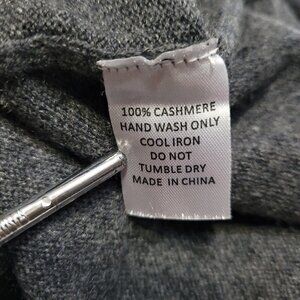 100% CASHMERE
HAND WASH ONLY
COOL IRON
DO NOT
TUMBLE DRY
MADE IN CHINA